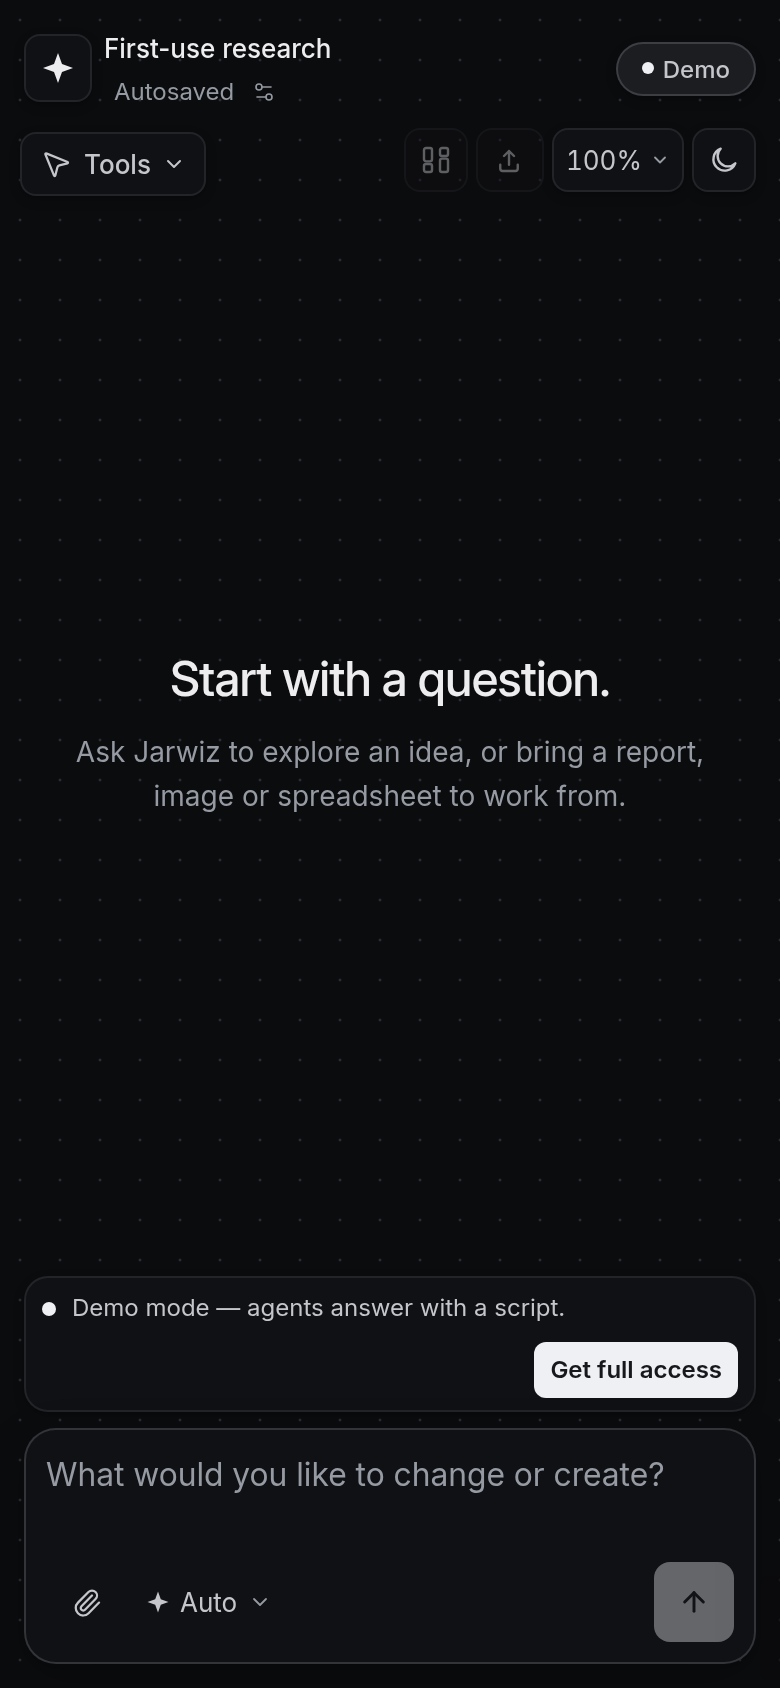 First-use research
Autosaved
Demo
Tools
100%
Start with a question.
Ask Jarwiz to explore an idea, or bring a report,
image or spreadsheet to work from.
Demo mode — agents answer with a script.
Get full access
What would you like to change or create?
Auto